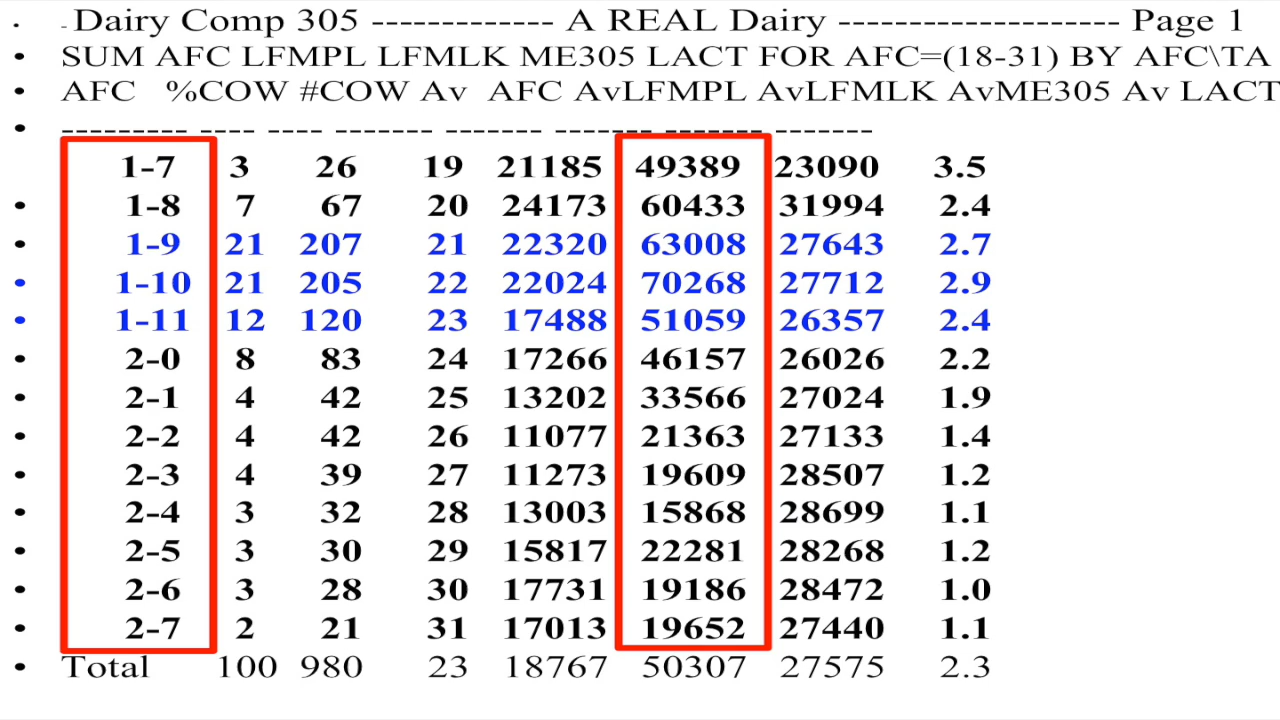 · - Dairy Comp 305 ------------- A REAL Dairy -------------------- Page 1
• SUM AFC LFMPL LFMLK ME305 LACT FOR AFC=(18-31) BY AFC\TA
• AFC %COW #COW Av AFC AvLFMPL AvLFMLK AvME305 Av LACT
• --------- ---- ---- ------- ------- ------- ------- -------
1-7 3 26 19 21185 49389 23090 3.5
• 1-8 7 67 20 24173 60433 31994 2.4
• 1-9 21 207 21 22320 63008 27643 2.7
• 1-10 21 205 22 22024 70268 27712 2.9
• 1-11 12 120 23 17488 51059 26357 2.4
• 2-0 8 83 24 17266 46157 26026 2.2
• 2-1 4 42 25 13202 33566 27024 1.9
• 2-2 4 42 26 11077 21363 27133 1.4
• 2-3 4 39 27 11273 19609 28507 1.2
• 2-4 3 32 28 13003 15868 28699 1.1
• 2-5 3 30 29 15817 22281 28268 1.2
• 2-6 3 28 30 17731 19186 28472 1.0
• 2-7 2 21 31 17013 19652 27440 1.1
• Total 100 980 23 18767 50307 27575 2.3